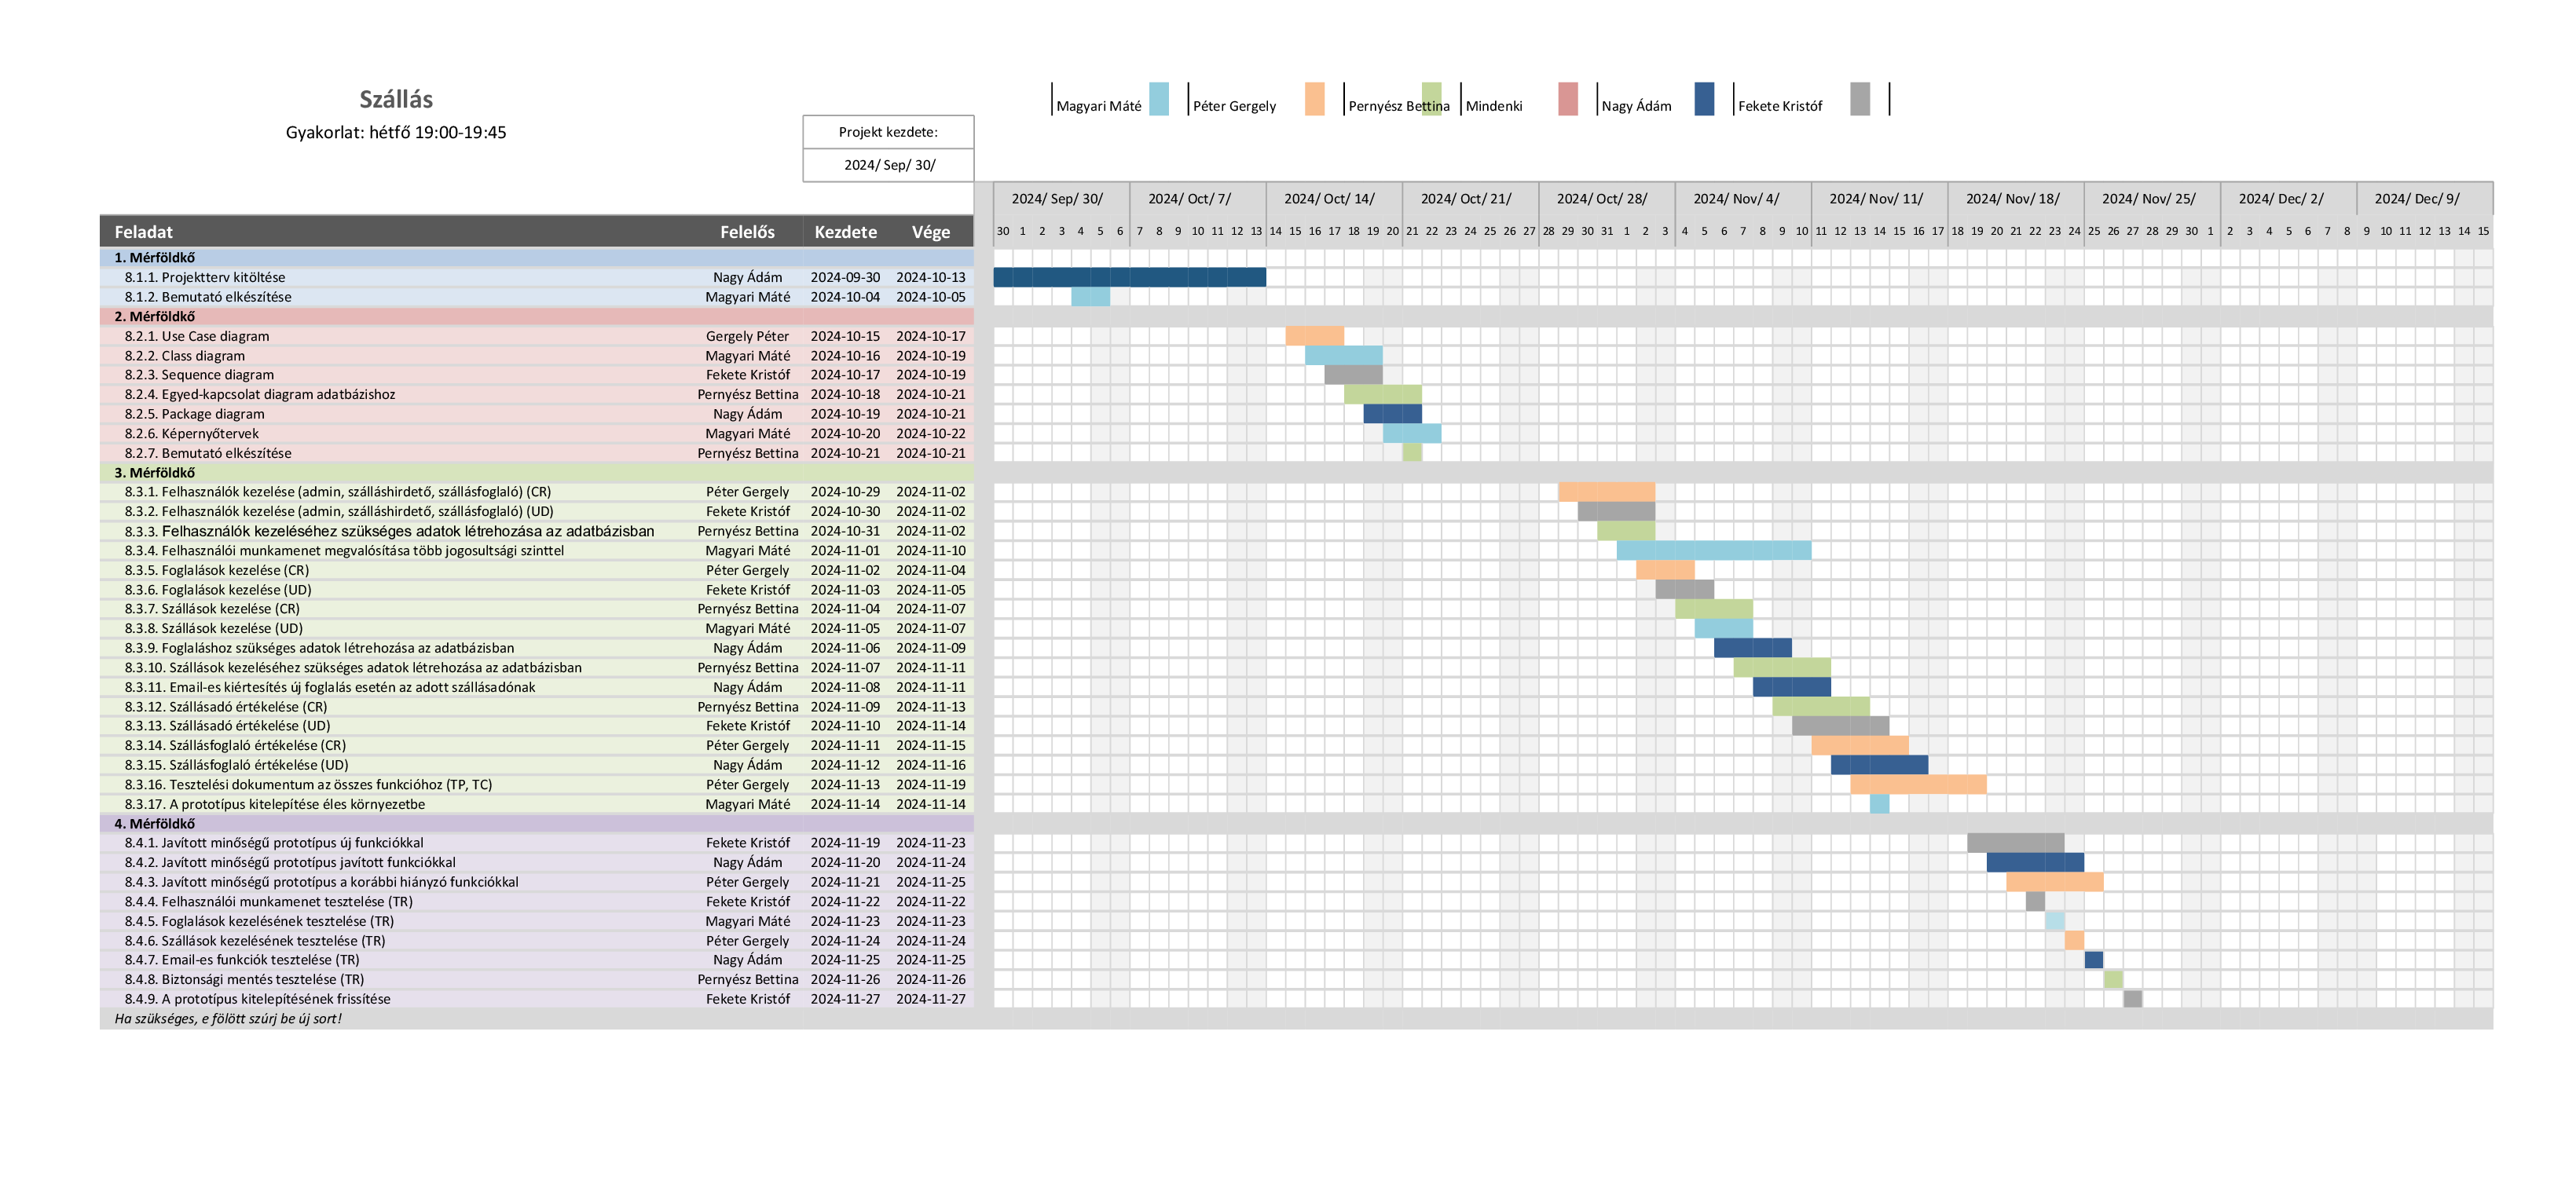 Szállás
Gyakorlat: hétfő 19:00-19:45
Magyari Máté Péter Gergely Pernyész Bettina Mindenki Nagy Ádám Fekete Kristóf
Projekt kezdete:
2024/ Sep/ 30/
2024/ Sep/ 30/ 2024/ Oct/ 7/ 2024/ Oct/ 14/ 2024/ Oct/ 21/ 2024/ Oct/ 28/ 2024/ Nov/ 4/ 2024/ Nov/ 11/ 2024/ Nov/ 18/ 2024/ Nov/ 25/ 2024/ Dec/ 2/ 2024/ Dec/ 9/
Feladat Felelős Kezdete Vége 30 1 2 3 4 5 6 7 8 9 10 11 12 13 14 15 16 17 18 19 20 21 22 23 24 25 26 27 28 29 30 31 1 2 3 4 5 6 7 8 9 10 11 12 13 14 15 16 17 18 19 20 21 22 23 24 25 26 27 28 29 30 1 2 3 4 5 6 7 8 9 10 11 12 13 14 15
1. Mérföldkő
8.1.1. Projektterv kitöltése Nagy Ádám 2024-09-30 2024-10-13
8.1.2. Bemutató elkészítése Magyari Máté 2024-10-04 2024-10-05
2. Mérföldkő
8.2.1. Use Case diagram Gergely Péter 2024-10-15 2024-10-17
8.2.2. Class diagram Magyari Máté 2024-10-16 2024-10-19
8.2.3. Sequence diagram Fekete Kristóf 2024-10-17 2024-10-19
8.2.4. Egyed-kapcsolat diagram adatbázishoz Pernyész Bettina 2024-10-18 2024-10-21
8.2.5. Package diagram Nagy Ádám 2024-10-19 2024-10-21
8.2.6. Képernyőtervek Magyari Máté 2024-10-20 2024-10-22
8.2.7. Bemutató elkészítése Pernyész Bettina 2024-10-21 2024-10-21
3. Mérföldkő
8.3.1. Felhasználók kezelése (admin, szálláshirdető, szállásfoglaló) (CR) Péter Gergely 2024-10-29 2024-11-02
8.3.2. Felhasználók kezelése (admin, szálláshirdető, szállásfoglaló) (UD) Fekete Kristóf 2024-10-30 2024-11-02
8.3.3. Felhasználók kezeléséhez szükséges adatok létrehozása az adatbázisban Pernyész Bettina 2024-10-31 2024-11-02
8.3.4. Felhasználói munkamenet megvalósítása több jogosultsági szinttel Magyari Máté 2024-11-01 2024-11-10
8.3.5. Foglalások kezelése (CR) Péter Gergely 2024-11-02 2024-11-04
8.3.6. Foglalások kezelése (UD) Fekete Kristóf 2024-11-03 2024-11-05
8.3.7. Szállások kezelése (CR) Pernyész Bettina 2024-11-04 2024-11-07
8.3.8. Szállások kezelése (UD) Magyari Máté 2024-11-05 2024-11-07
8.3.9. Foglaláshoz szükséges adatok létrehozása az adatbázisban Nagy Ádám 2024-11-06 2024-11-09
8.3.10. Szállások kezeléséhez szükséges adatok létrehozása az adatbázisban Pernyész Bettina 2024-11-07 2024-11-11
8.3.11. Email-es kiértesítés új foglalás esetén az adott szállásadónak Nagy Ádám 2024-11-08 2024-11-11
8.3.12. Szállásadó értékelése (CR) Pernyész Bettina 2024-11-09 2024-11-13
8.3.13. Szállásadó értékelése (UD) Fekete Kristóf 2024-11-10 2024-11-14
8.3.14. Szállásfoglaló értékelése (CR) Péter Gergely 2024-11-11 2024-11-15
8.3.15. Szállásfoglaló értékelése (UD) Nagy Ádám 2024-11-12 2024-11-16
8.3.16. Tesztelési dokumentum az összes funkcióhoz (TP, TC) Péter Gergely 2024-11-13 2024-11-19
8.3.17. A prototípus kitelepítése éles környezetbe Magyari Máté 2024-11-14 2024-11-14
4. Mérföldkő
8.4.1. Javított minőségű prototípus új funkciókkal Fekete Kristóf 2024-11-19 2024-11-23
8.4.2. Javított minőségű prototípus javított funkciókkal Nagy Ádám 2024-11-20 2024-11-24
8.4.3. Javított minőségű prototípus a korábbi hiányzó funkciókkal Péter Gergely 2024-11-21 2024-11-25
8.4.4. Felhasználói munkamenet tesztelése (TR) Fekete Kristóf 2024-11-22 2024-11-22
8.4.5. Foglalások kezelésének tesztelése (TR) Magyari Máté 2024-11-23 2024-11-23
8.4.6. Szállások kezelésének tesztelése (TR) Péter Gergely 2024-11-24 2024-11-24
8.4.7. Email-es funkciók tesztelése (TR) Nagy Ádám 2024-11-25 2024-11-25
8.4.8. Biztonsági mentés tesztelése (TR) Pernyész Bettina 2024-11-26 2024-11-26
8.4.9. A prototípus kitelepítésének frissítése Fekete Kristóf 2024-11-27 2024-11-27
Ha szükséges, e fölött szúrj be új sort!